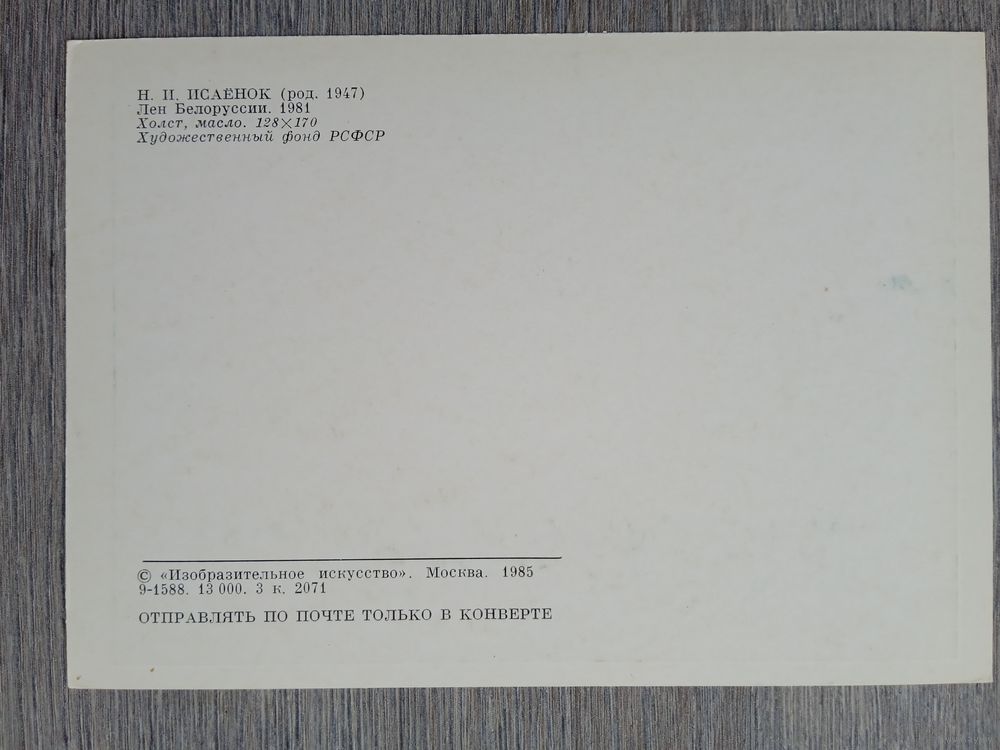 Н. И. ИСАЁНОК (род. 1947)
Лен Белоруссии. 1981
Холст, масло. 128×170
Художественный фонд РСФСР
© «Изобразительное искусство». Москва. 1985
9-1588. 13 000. 3 к. 2071
ОТПРАВЛЯТЬ ПО ПОЧТЕ ТОЛЬКО В КОНВЕРТЕ